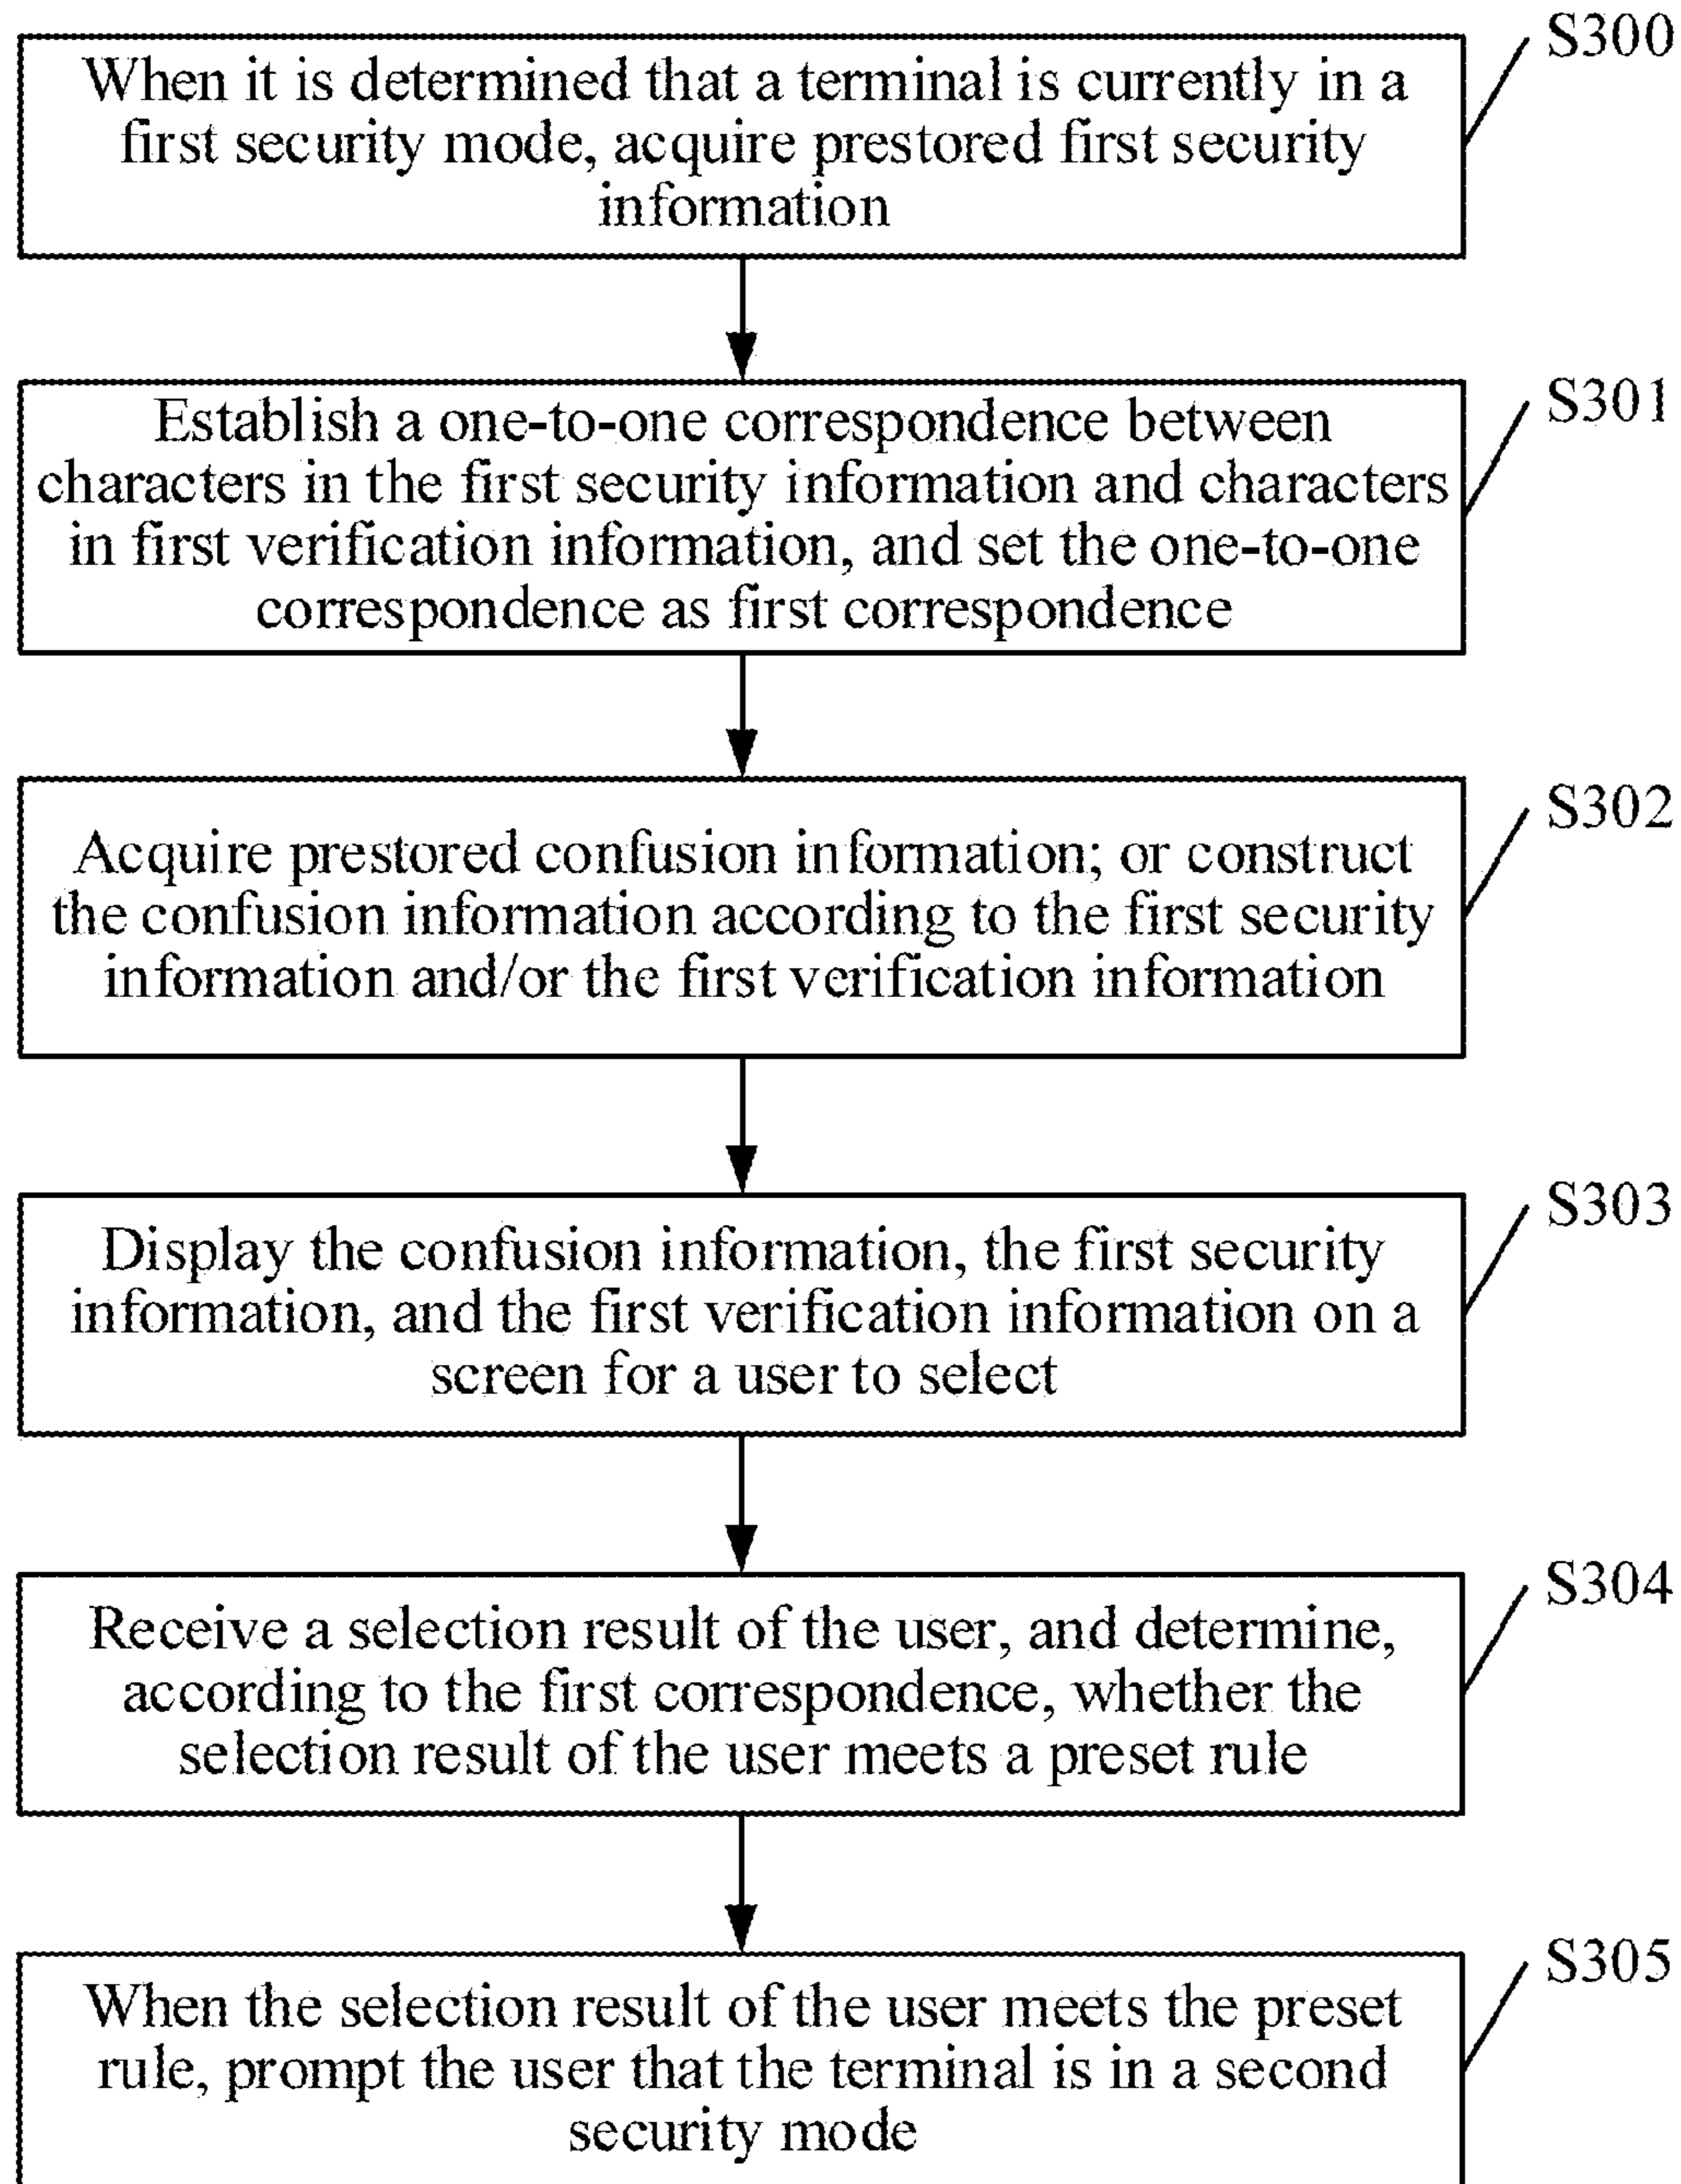 S300
When it is determined that a terminal is currently in a
first security mode, acquire prestored first security
information
S301
Establish a one-to-one correspondence between
characters in the first security information and characters
in first verification information, and set the one-to-one
correspondence as first correspondence
S302
Acquire prestored confusion information; or construct
the confusion information according to the first security
information and/or the first verification information
S303
Display the confusion information, the first security
information, and the first verification information on a
screen for a user to select
S304
Receive a selection result of the user, and determine,
according to the first correspondence, whether the
selection result of the user meets a preset rule
S305
When the selection result of the user meets the preset
rule, prompt the user that the terminal is in a second
security mode